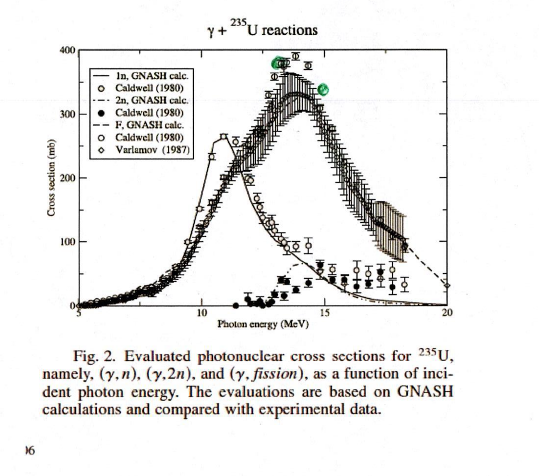 γ + ²³⁵U reactions
400
300
200
100
0
Cross section (mb)
1n, GNASH calc.
Caldwell (1980)
2n, GNASH calc.
Caldwell (1980)
F, GNASH calc.
Caldwell (1980)
Varlamov (1987)
5 10 15 20
Photon energy (MeV)
Fig. 2. Evaluated photonuclear cross sections for ²³⁵U,
namely, (γ,n), (γ,2n), and (γ,fission), as a function of inci-
dent photon energy. The evaluations are based on GNASH
calculations and compared with experimental data.